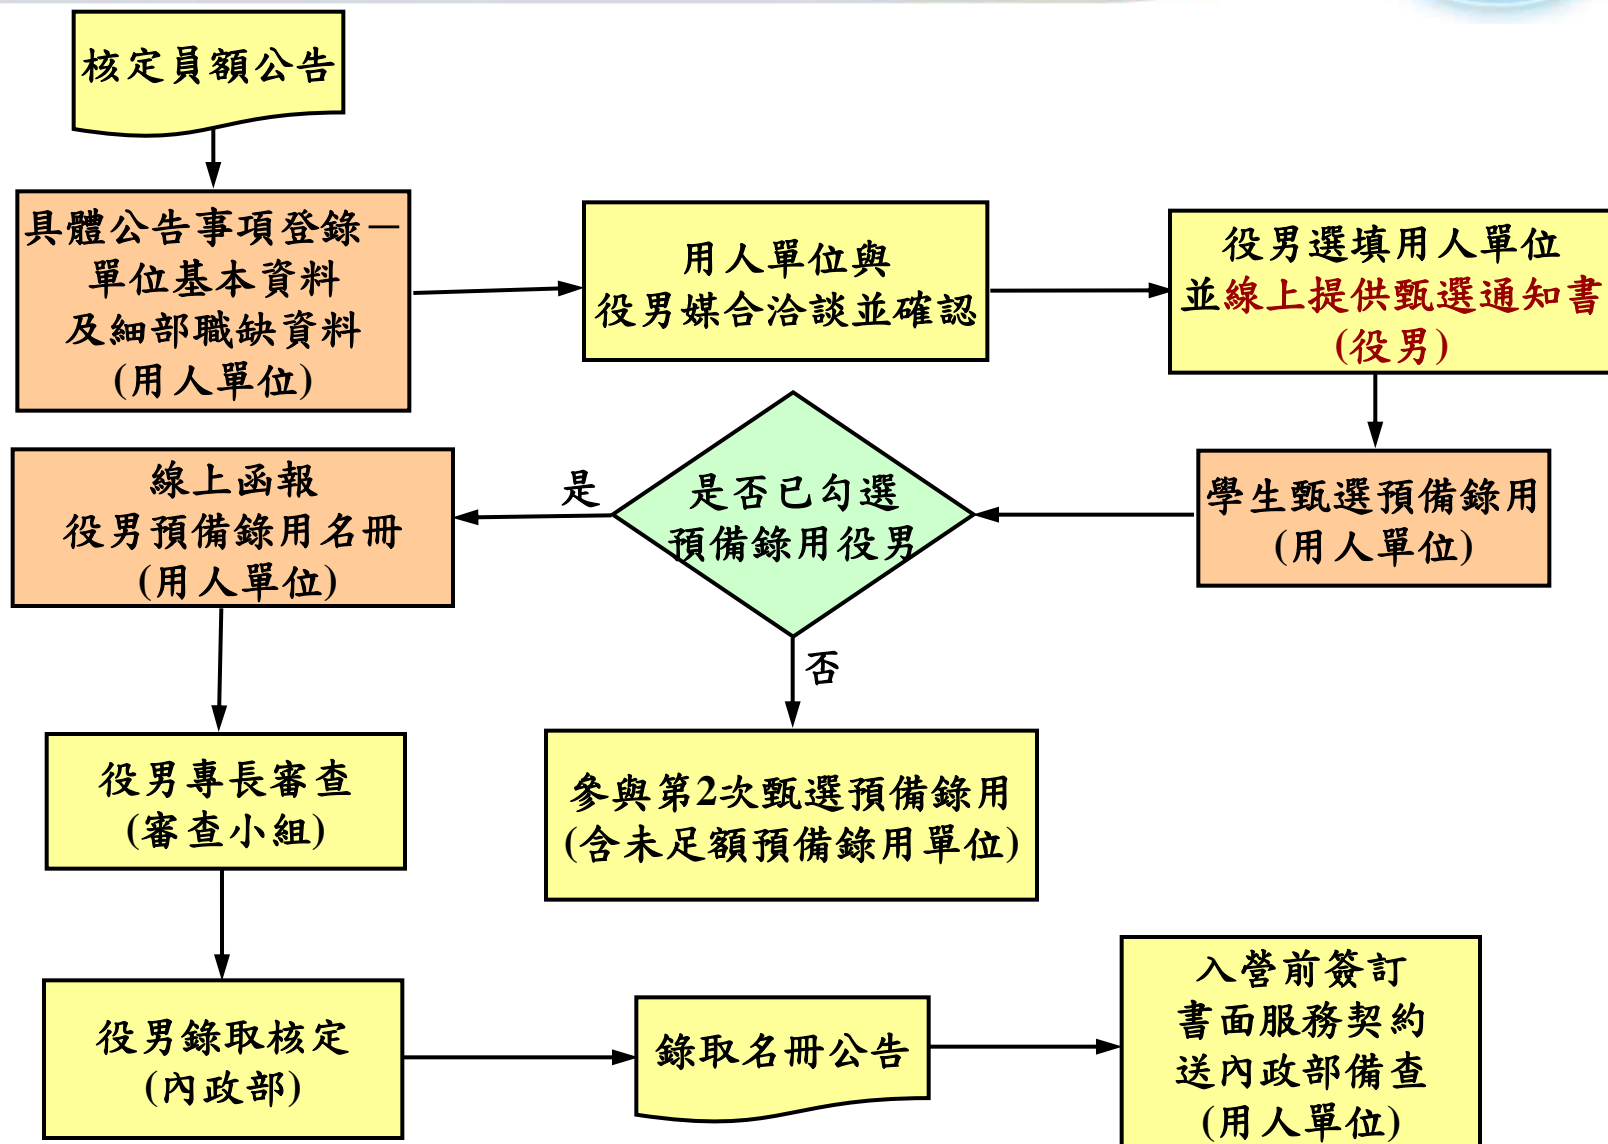 核定員額公告
具體公告事項登錄－
單位基本資料
及細部職缺資料
(用人單位)
用人單位與
役男媒合洽談並確認
役男選填用人單位
並線上提供甄選通知書
(役男)
學生甄選預備錄用
(用人單位)
是否已勾選
預備錄用役男
是
否
線上函報
役男預備錄用名冊
(用人單位)
參與第2次甄選預備錄用
(含未足額預備錄用單位)
役男專長審查
(審查小組)
役男錄取核定
(內政部)
錄取名冊公告
入營前簽訂
書面服務契約
送內政部備查
(用人單位)